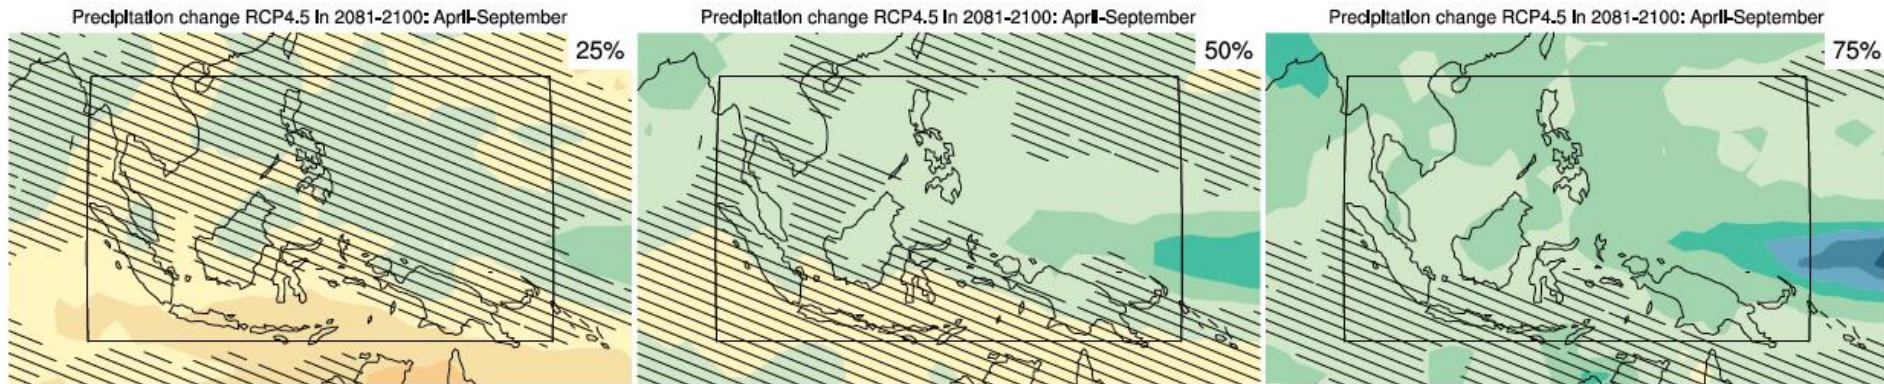 Precipitation change RCP4.5 in 2081-2100: April-September
25%
Precipitation change RCP4.5 in 2081-2100: April-September
50%
Precipitation change RCP4.5 in 2081-2100: April-September
75%